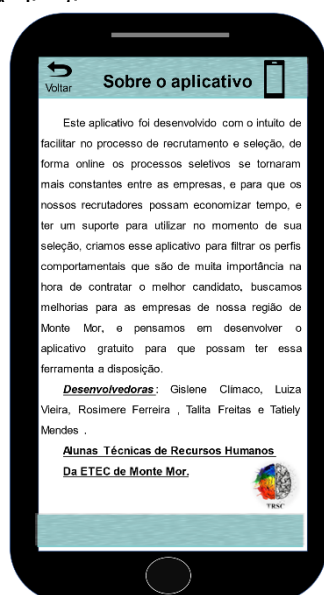 Voltar
Sobre o aplicativo
Este aplicativo foi desenvolvido com o intuito de
facilitar no processo de recrutamento e seleção, de
forma online os processos seletivos se tornaram
mais constantes entre as empresas, e para que os
nossos recrutadores possam economizar tempo, e
ter um suporte para utilizar no momento de sua
seleção, criamos esse aplicativo para filtrar os perfis
comportamentais que são de muita importância na
hora de contratar o melhor candidato, buscamos
melhorias para as empresas de nossa região de
Monte Mor, e pensamos em desenvolver o
aplicativo gratuito para que possam ter essa
ferramenta a disposição.
Desenvolvedoras: Gislene Clímaco, Luiza
Vieira, Rosimere Ferreira , Talita Freitas e Tatiely
Mendes .
Alunas Técnicas de Recursos Humanos
Da ETEC de Monte Mor.
TRSC